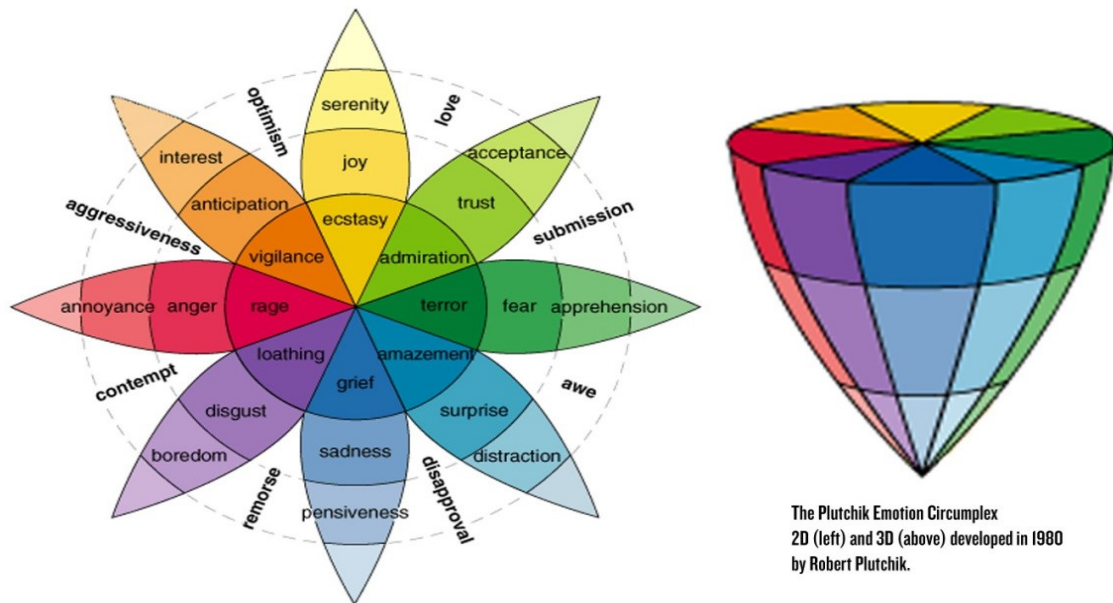 serenity
optimism
love
interest
joy
acceptance
anticipation
trust
aggressiveness
ecstasy
submission
vigilance
admiration
annoyance
anger
rage
terror
fear
apprehension
loathing
amazement
contempt
grief
awe
disgust
surprise
boredom
sadness
distraction
remorse
disapproval
pensiveness
The Plutchik Emotion Circumplex
2D (left) and 3D (above) developed in 1980
by Robert Plutchik.